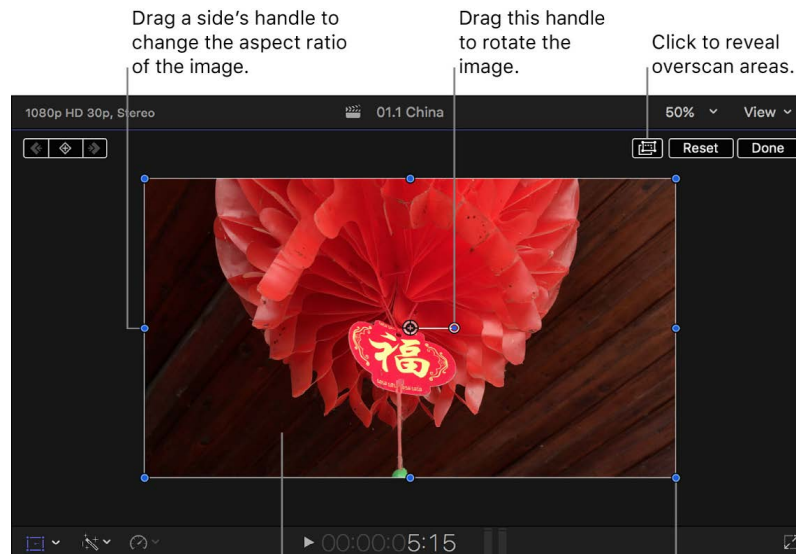 Drag a side's handle to
change the aspect ratio
of the image.
Drag this handle
to rotate the
image.
Click to reveal
overscan areas.
1080p HD 30p, Stereo
01.1 China
50%
View
Reset
Done
福
00:00:05:15